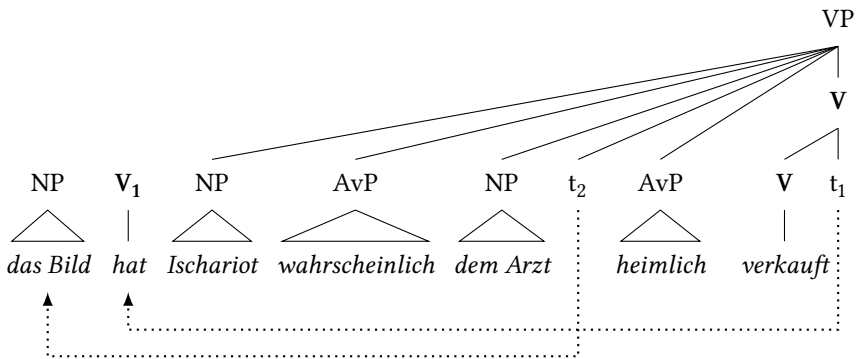 VP
V
NP V₁ NP AvP NP t₂ AvP V t₁
das Bild hat Ischariot wahrscheinlich dem Arzt heimlich verkauft